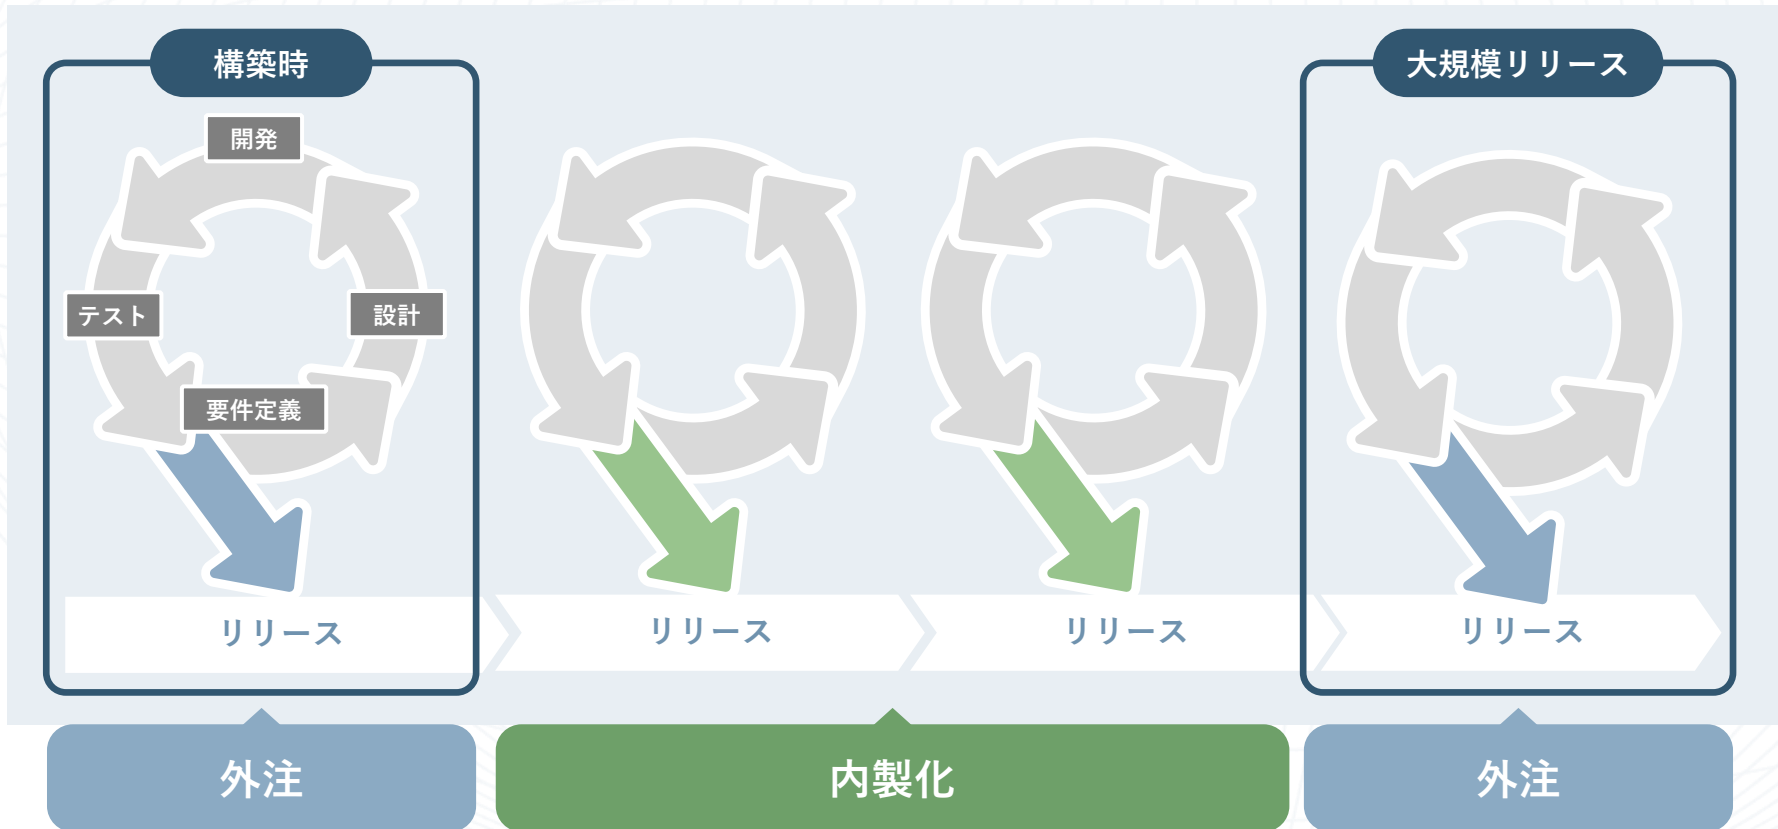 構築時
大規模リリース
開発
テスト
設計
要件定義
リリース
リリース
リリース
リリース
外注
内製化
外注